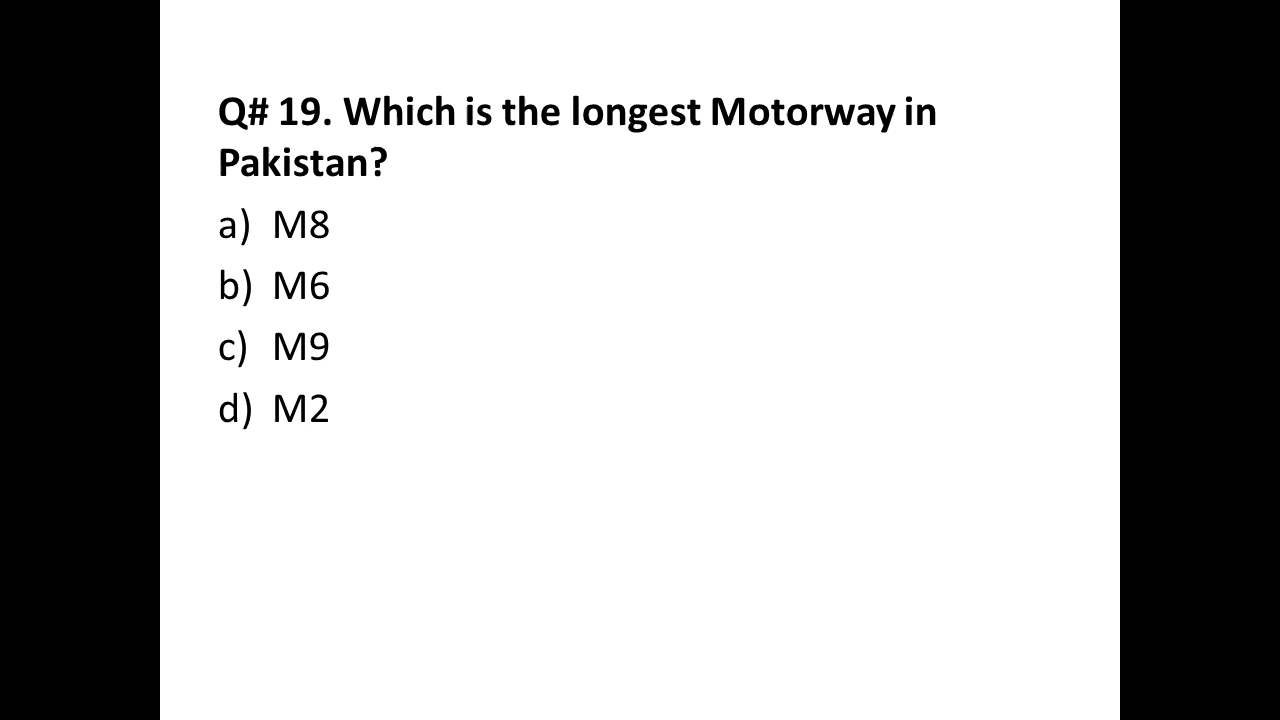 Q# 19. Which is the longest Motorway in
Pakistan?
a) M8
b) M6
c) M9
d) M2